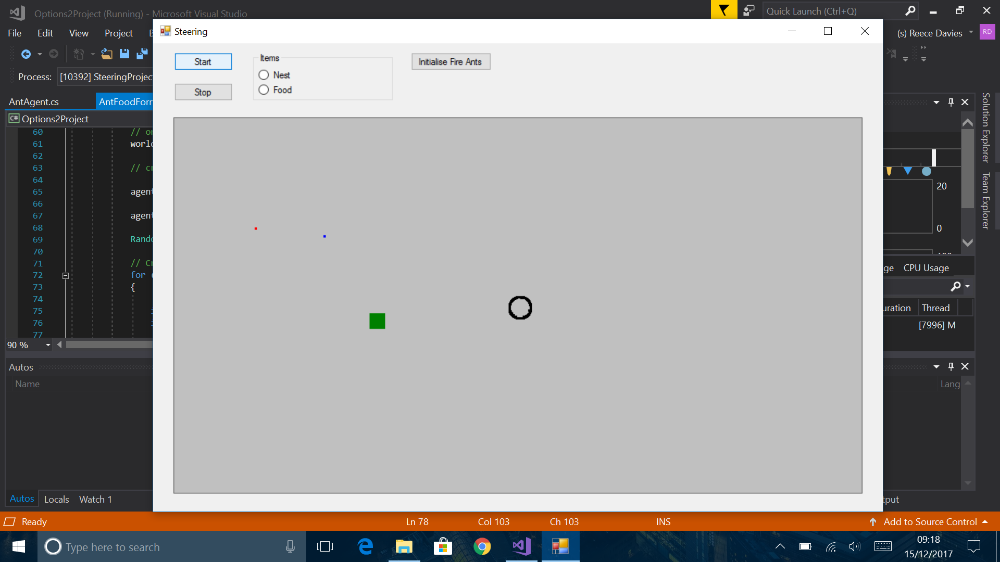 Options2Project (Running) - Microsoft Visual Studio
Quick Launch (Ctrl+Q)
File Edit View Project
(s) Reece Davies RD
Steering
Start
Stop
Items
Nest
Food
Initialise Fire Ants
Process: [10392] SteeringProject
AntAgent.cs AntFoodForm
C# Options2Project
60 // on
61 world
62
63 // cr
64
65 agent
66
67 agent
68
69 Rando
70
71 // Cr
72 for (
73 {
74
75
76
77
90 %
Solution Explorer
Team Explorer
20
0
100
ge CPU Usage
uration Thread
[7996] M
Autos
Name
Lang
Autos Locals Watch 1
tput
Ready Ln 78 Col 103 Ch 103 INS Add to Source Control
Type here to search
09:18
15/12/2017